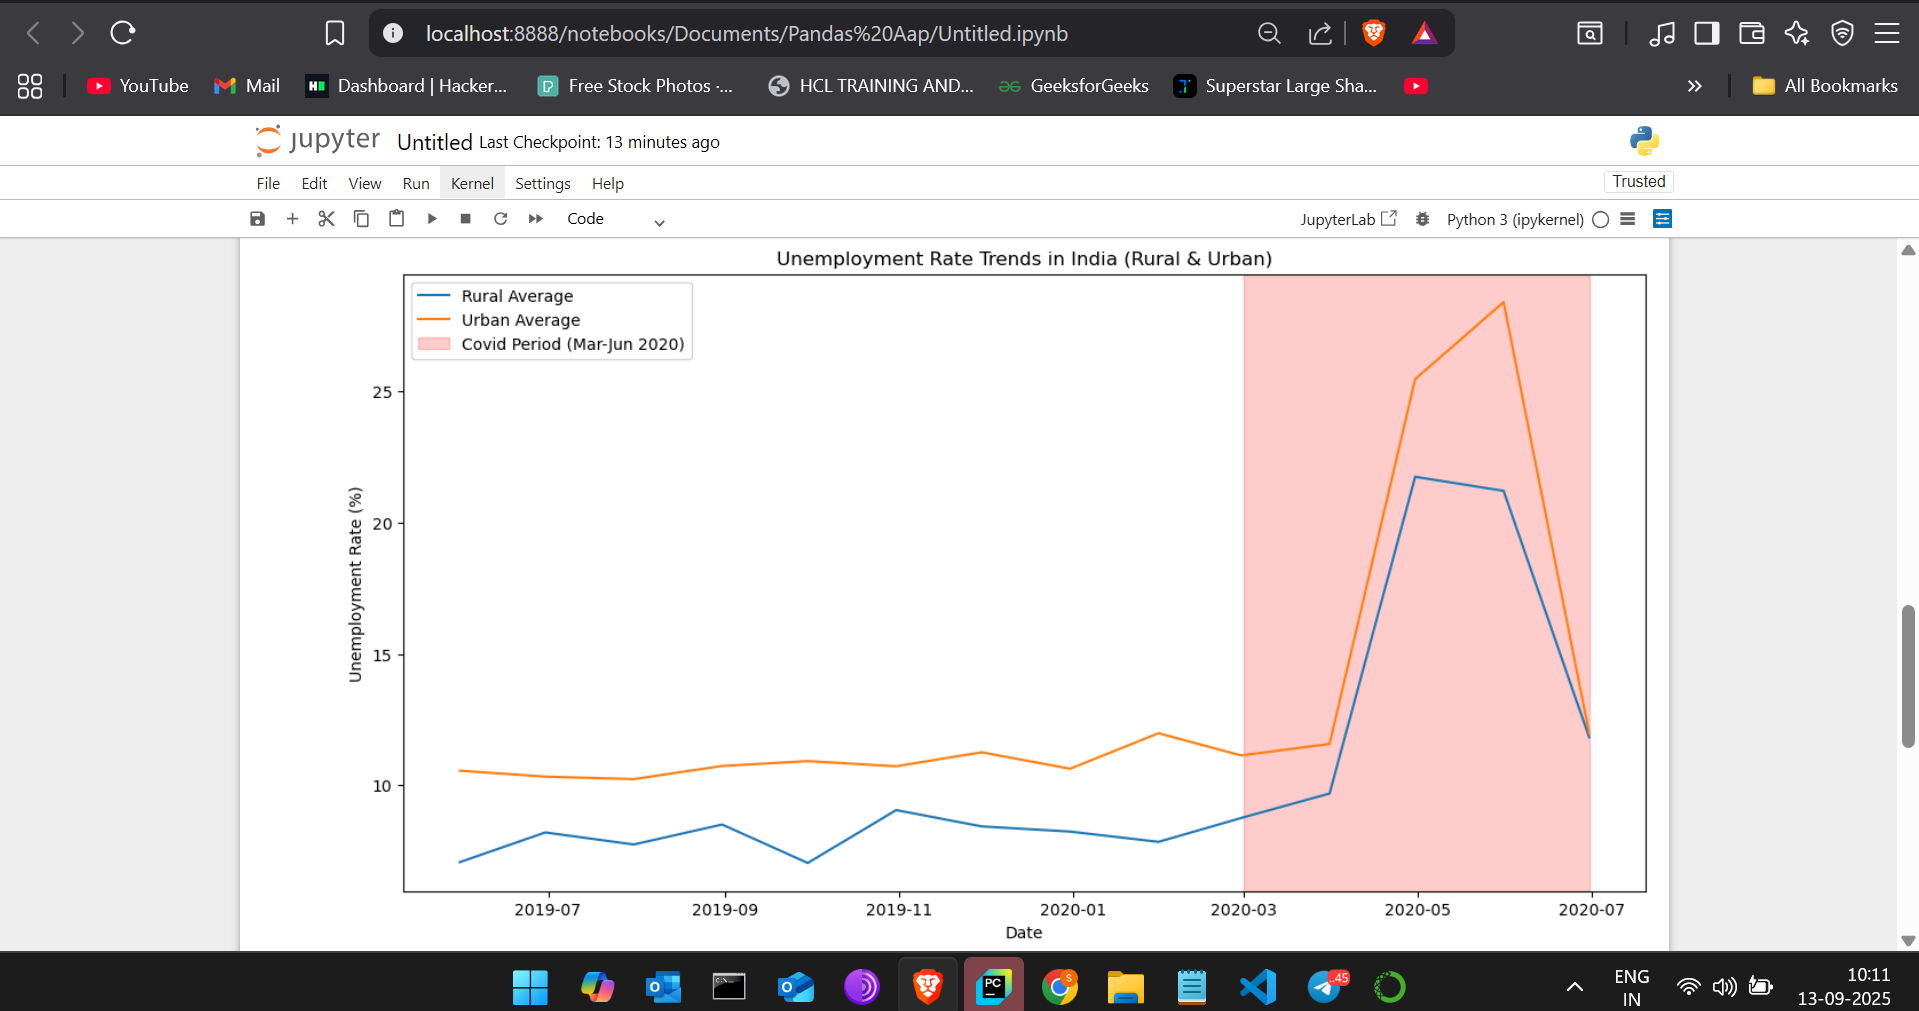 localhost:8888/notebooks/Documents/Pandas%20Aap/Untitled.ipynb
YouTube Mail Dashboard | Hacker... Free Stock Photos ·... HCL TRAINING AND... GeeksforGeeks Superstar Large Sha... All Bookmarks
jupyter Untitled Last Checkpoint: 13 minutes ago
File Edit View Run Kernel Settings Help Trusted
Code JupyterLab Python 3 (ipykernel)
Unemployment Rate Trends in India (Rural & Urban)
Rural Average
Urban Average
Covid Period (Mar-Jun 2020)
25
20
15
10
Unemployment Rate (%)
2019-07 2019-09 2019-11 2020-01 2020-03 2020-05 2020-07
Date
PC
S
.45
ENG
IN
10:11
13-09-2025